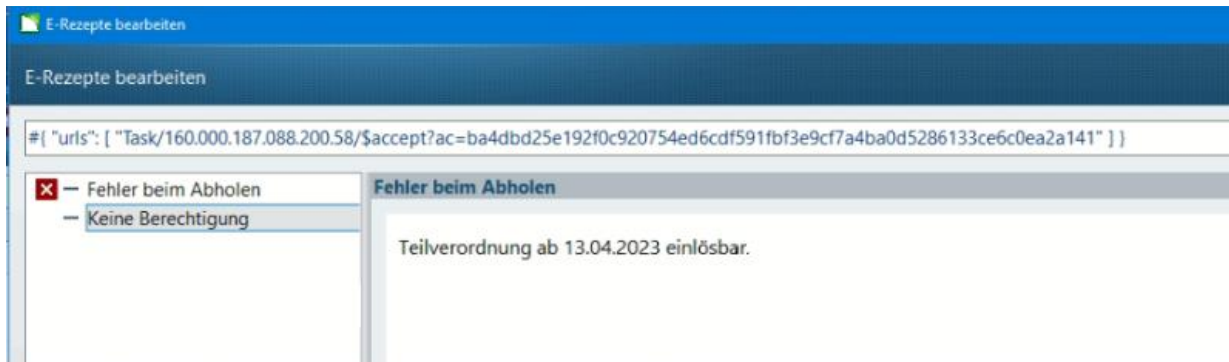 E-Rezepte bearbeiten
E-Rezepte bearbeiten
#{ "urls": [ "Task/160.000.187.088.200.58/$accept?ac=ba4dbd25e192f0c920754ed6cdf591fbf3e9cf7a4ba0d5286133ce6c0ea2a141" ] }
Fehler beim Abholen
Keine Berechtigung
Fehler beim Abholen
Teilverordnung ab 13.04.2023 einlösbar.